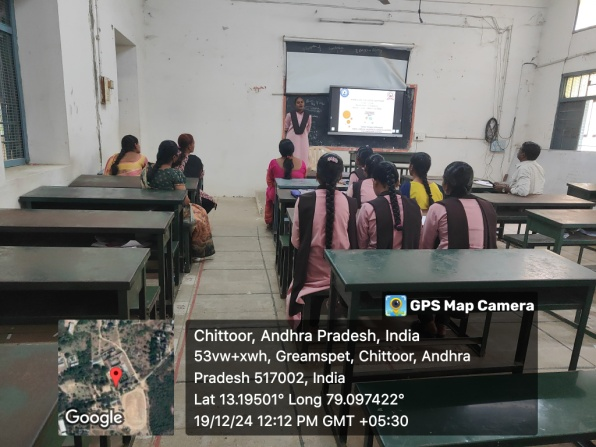 GPS Map Camera
Chittoor, Andhra Pradesh, India
53vw+xwh, Greamspet, Chittoor, Andhra
Pradesh 517002, India
Lat 13.19501° Long 79.097422°
19/12/24 12:12 PM GMT +05:30
Google